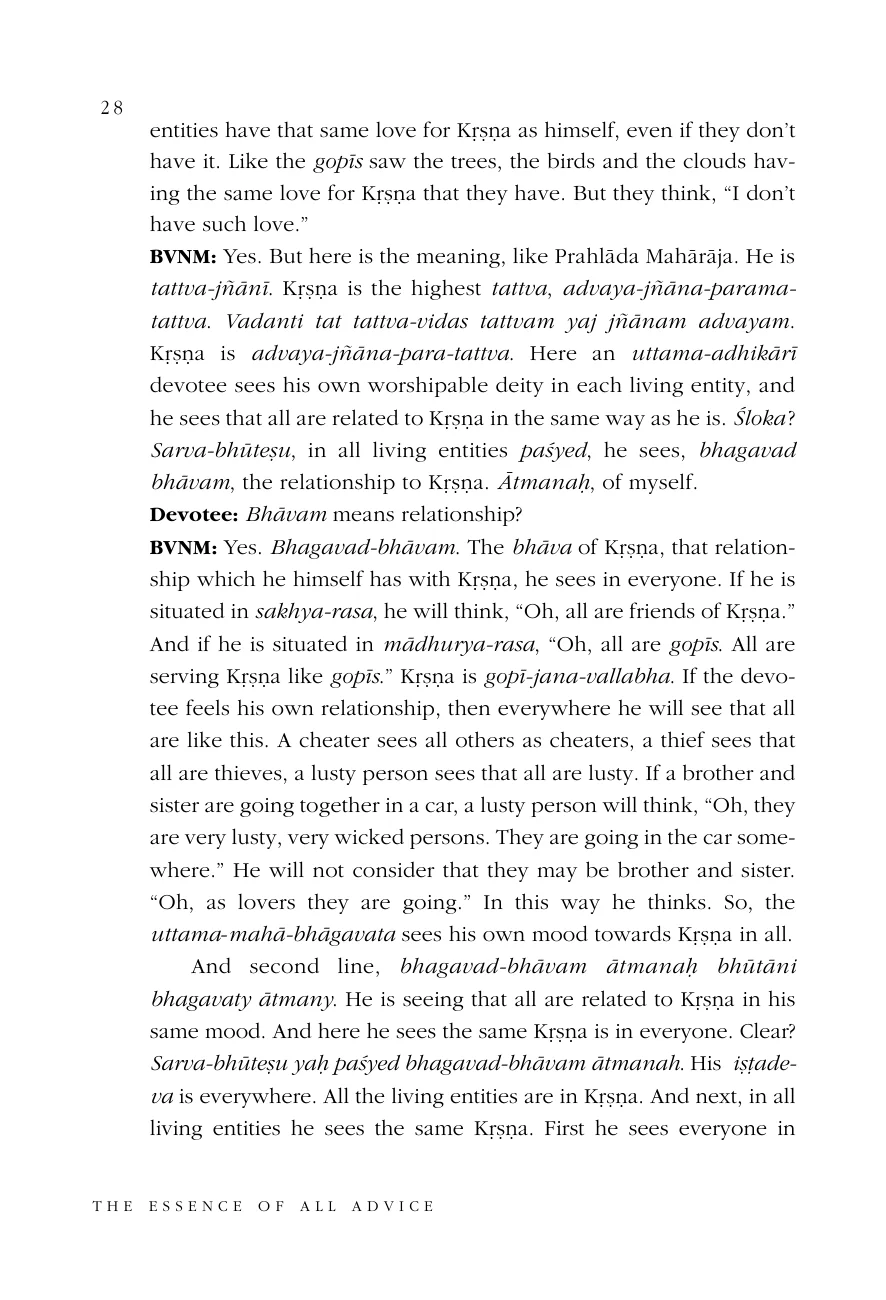 28
entities have that same love for Kṛṣṇa as himself, even if they don’t
have it. Like the gopīs saw the trees, the birds and the clouds hav-
ing the same love for Kṛṣṇa that they have. But they think, “I don’t
have such love.”
BVNM: Yes. But here is the meaning, like Prahlāda Mahārāja. He is
tattva-jñānī. Kṛṣṇa is the highest tattva, advaya-jñāna-parama-
tattva. Vadanti tat tattva-vidas tattvam yaj jñānam advayam.
Kṛṣṇa is advaya-jñāna-para-tattva. Here an uttama-adhikārī
devotee sees his own worshipable deity in each living entity, and
he sees that all are related to Kṛṣṇa in the same way as he is. Śloka?
Sarva-bhūteṣu, in all living entities paśyed, he sees, bhagavad
bhāvam, the relationship to Kṛṣṇa. Ātmanaḥ, of myself.
Devotee: Bhāvam means relationship?
BVNM: Yes. Bhagavad-bhāvam. The bhāva of Kṛṣṇa, that relation-
ship which he himself has with Kṛṣṇa, he sees in everyone. If he is
situated in sakhya-rasa, he will think, “Oh, all are friends of Kṛṣṇa.”
And if he is situated in mādhurya-rasa, “Oh, all are gopīs. All are
serving Kṛṣṇa like gopīs.” Kṛṣṇa is gopī-jana-vallabha. If the devo-
tee feels his own relationship, then everywhere he will see that all
are like this. A cheater sees all others as cheaters, a thief sees that
all are thieves, a lusty person sees that all are lusty. If a brother and
sister are going together in a car, a lusty person will think, “Oh, they
are very lusty, very wicked persons. They are going in the car some-
where.” He will not consider that they may be brother and sister.
“Oh, as lovers they are going.” In this way he thinks. So, the
uttama-mahā-bhāgavata sees his own mood towards Kṛṣṇa in all.
And second line, bhagavad-bhāvam ātmanaḥ bhūtāni
bhagavaty ātmany. He is seeing that all are related to Kṛṣṇa in his
same mood. And here he sees the same Kṛṣṇa is in everyone. Clear?
Sarva-bhūteṣu yaḥ paśyed bhagavad-bhāvam ātmanah. His iṣṭade-
va is everywhere. All the living entities are in Kṛṣṇa. And next, in all
living entities he sees the same Kṛṣṇa. First he sees everyone in
THE ESSENCE OF ALL ADVICE